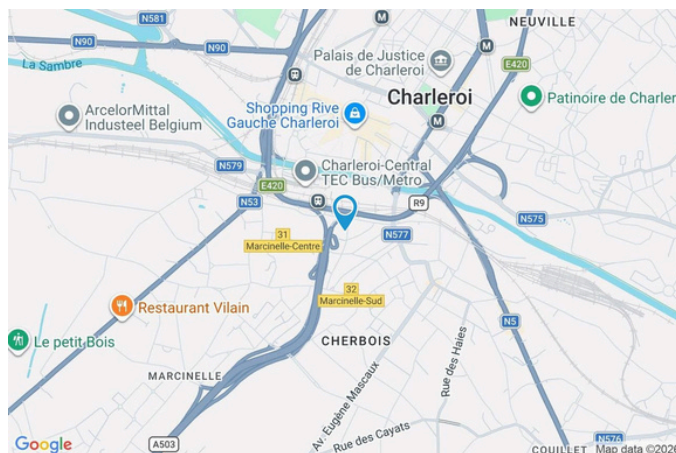 NEUVILLE
N581
N90
N90
M
La Sambre
Palais de Justice
de Charleroi
E420
M
ArcelorMittal
Industeel Belgium
Shopping Rive
Gauche Charleroi
Charleroi
Patinoire de Charler
M
N579
Charleroi-Central
TEC Bus/Metro
E420
N53
R9
N575
N577
31
Marcinelle-Centre
32
Marcinelle-Sud
Restaurant Vilain
N5
Le petit Bois
CHERBOIS
MARCINELLE
Av. Eugène Mascaux
Rue des Haies
Rue des Cayats
N576
Google
A503
COUILLET
Map data ©2026